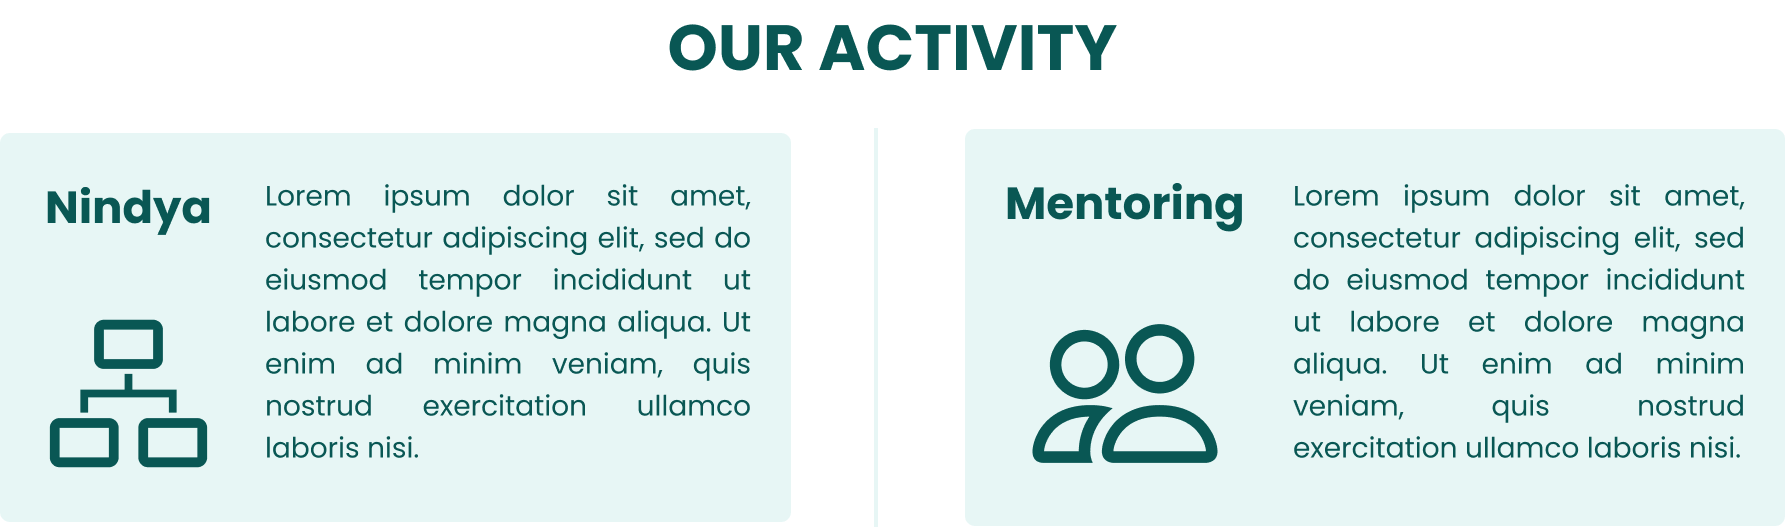 OUR ACTIVITY
Nindya
Lorem ipsum dolor sit amet,
consectetur adipiscing elit, sed do
eiusmod tempor incididunt ut
labore et dolore magna aliqua. Ut
enim ad minim veniam, quis
nostrud exercitation ullamco
laboris nisi.
Mentoring
Lorem ipsum dolor sit amet,
consectetur adipiscing elit, sed
do eiusmod tempor incididunt
ut labore et dolore magna
aliqua. Ut enim ad minim
veniam, quis nostrud
exercitation ullamco laboris nisi.